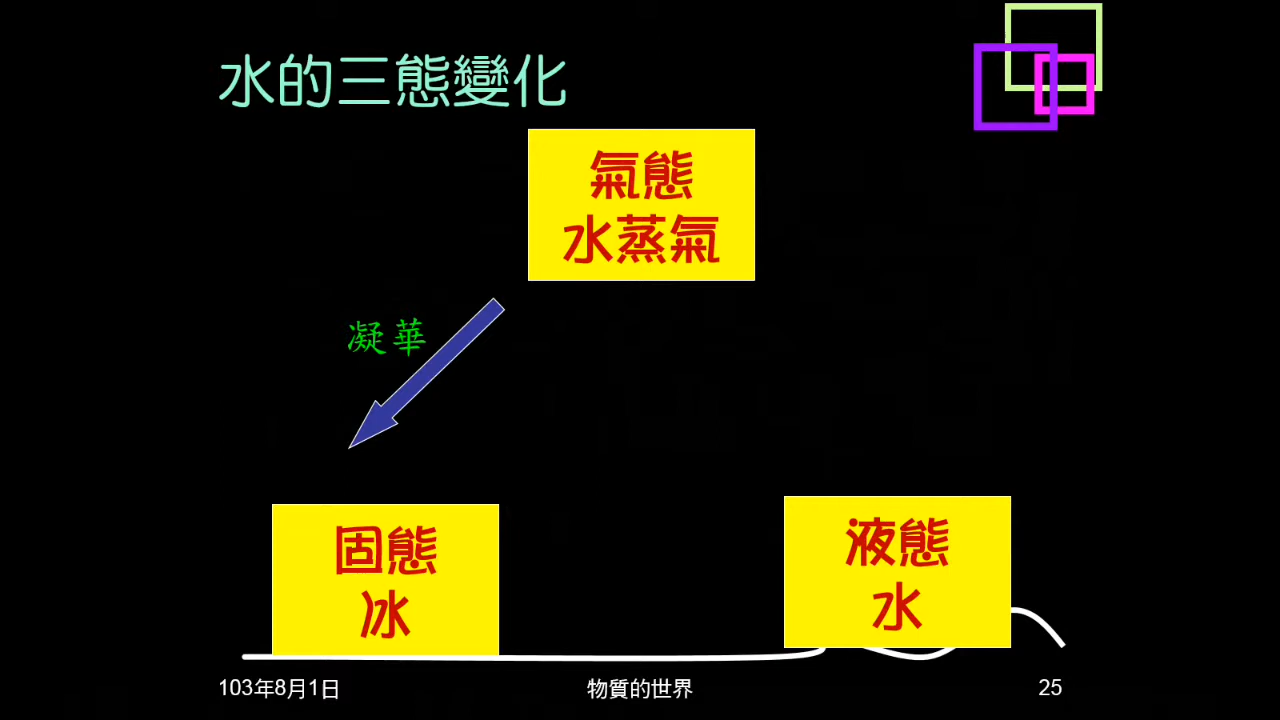 水的三態變化
氣態
水蒸氣
凝華
固態
冰
液態
水
103年8月1日
物質的世界
25